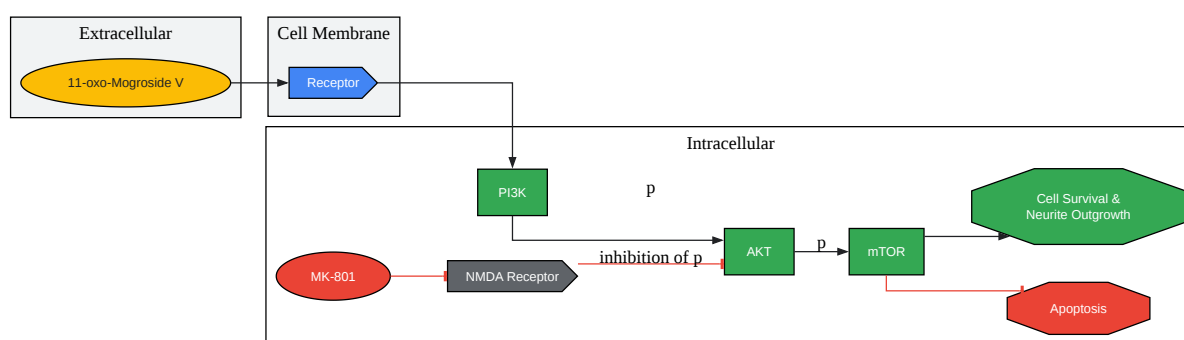 Extracellular
Cell Membrane
11-oxo-Mogroside V
Receptor
Intracellular
PI3K
p
Cell Survival &
Neurite Outgrowth
AKT
p
mTOR
inhibition of p
MK-801
NMDA Receptor
Apoptosis